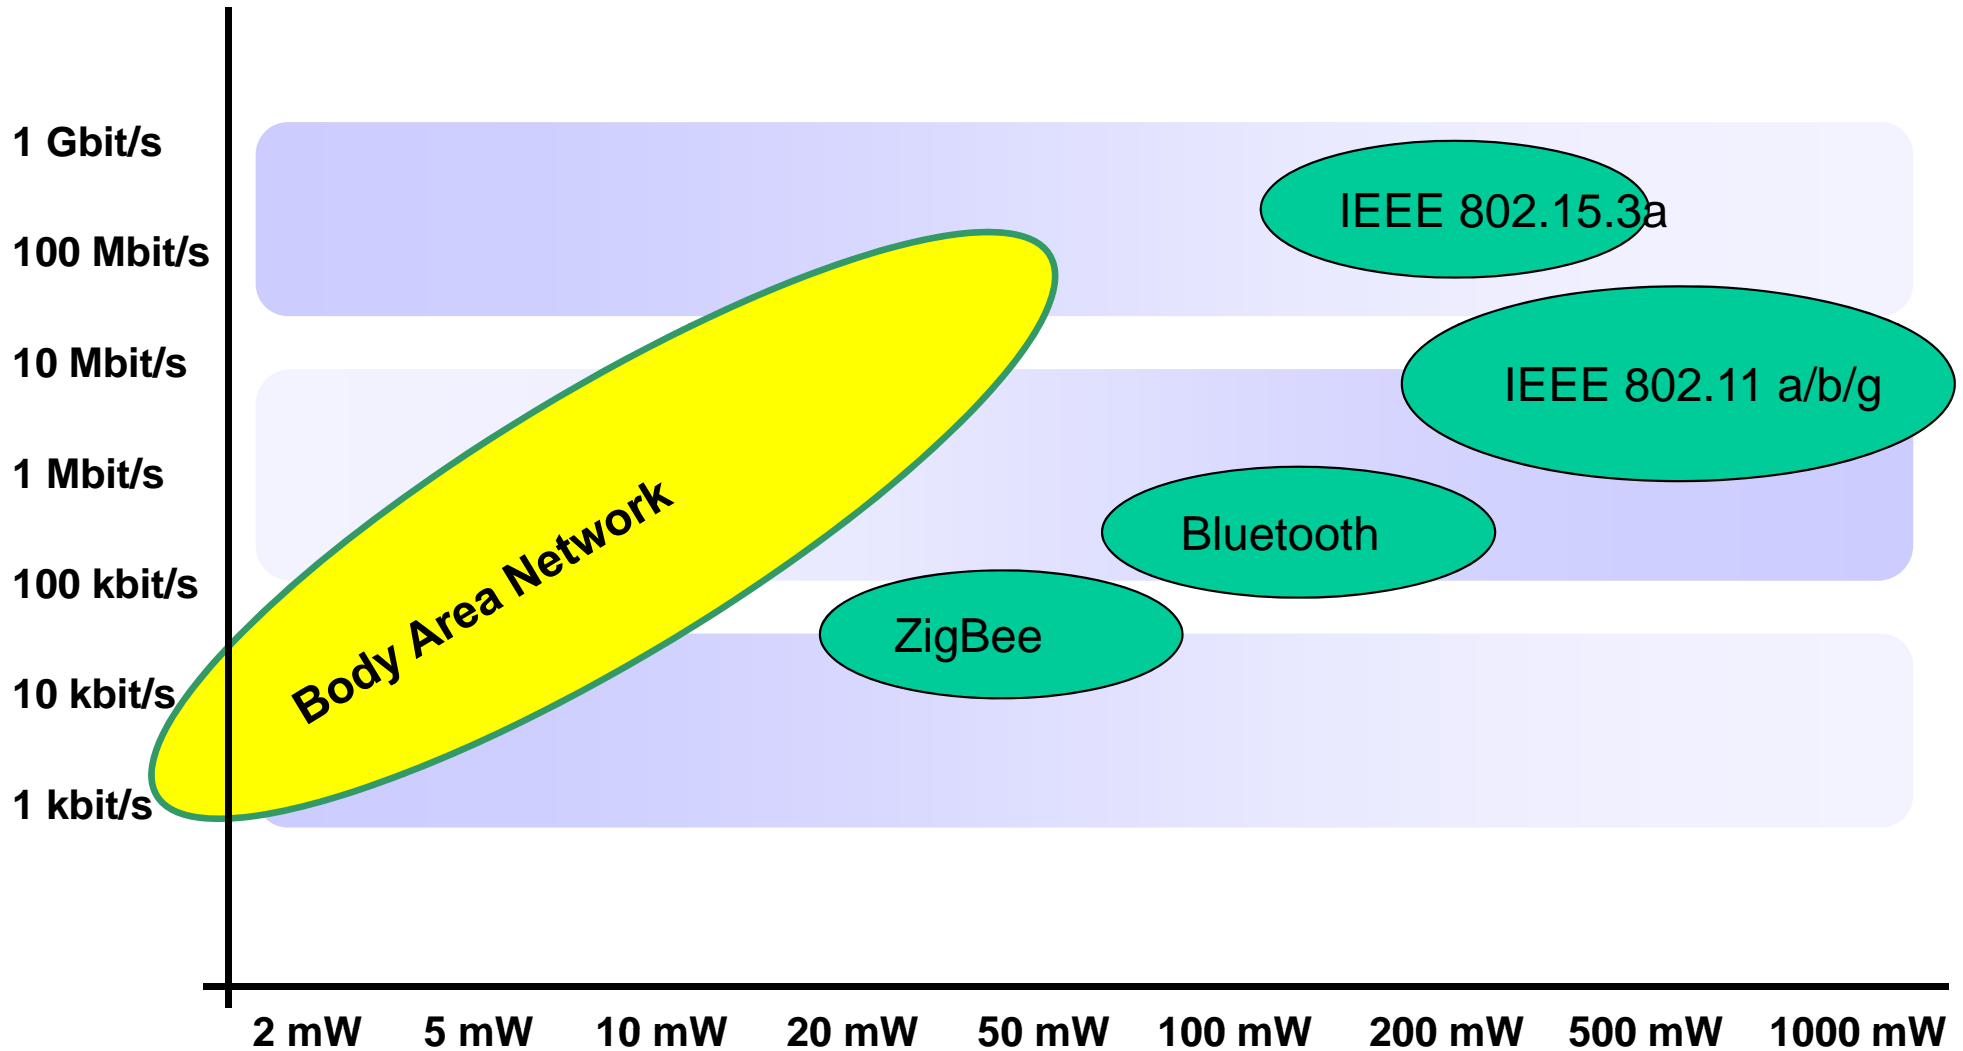 1 Gbit/s
IEEE 802.15.3a
100 Mbit/s
10 Mbit/s
IEEE 802.11 a/b/g
1 Mbit/s
Bluetooth
Body Area Network
100 kbit/s
ZigBee
10 kbit/s
1 kbit/s
2 mW 5 mW 10 mW 20 mW 50 mW 100 mW 200 mW 500 mW 1000 mW